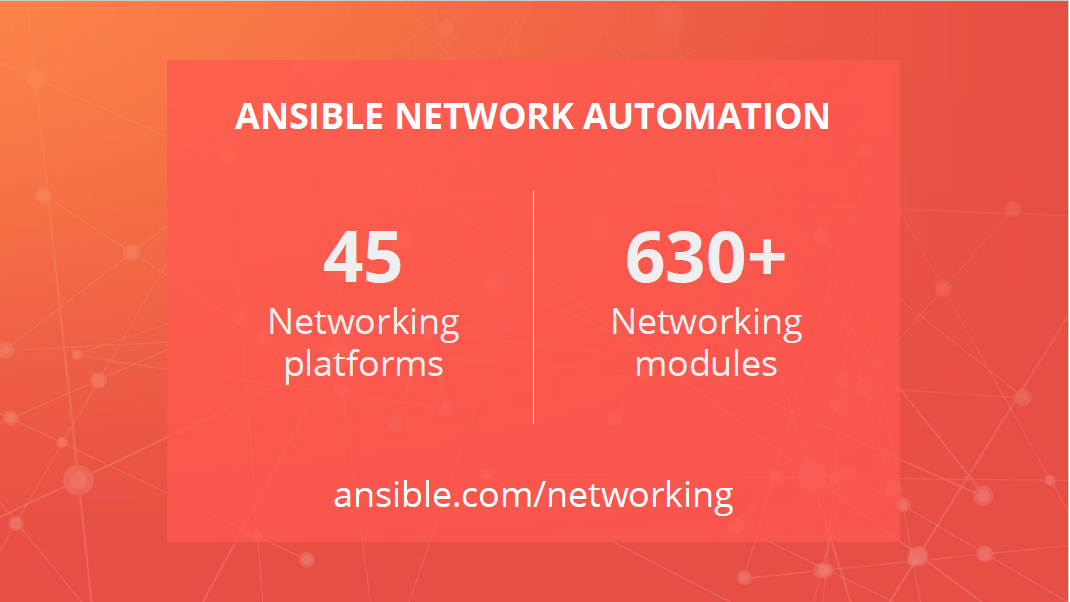 ANSIBLE NETWORK AUTOMATION
45
Networking
platforms
630+
Networking
modules
ansible.com/networking